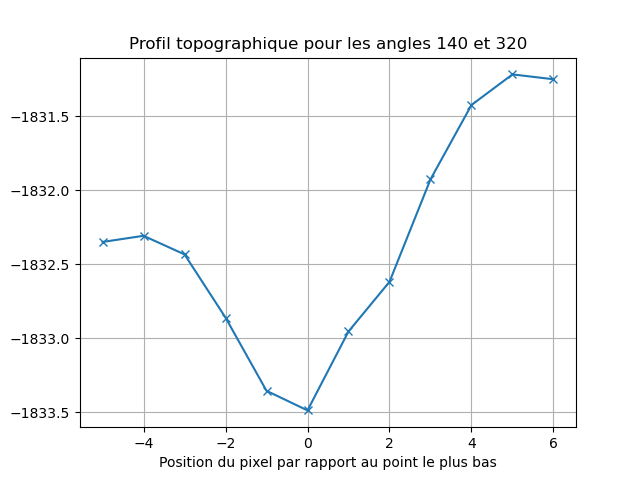 Profil topographique pour les angles 140 et 320
−1831.5
−1832.0
−1832.5
−1833.0
−1833.5
−4 −2 0 2 4 6
Position du pixel par rapport au point le plus bas